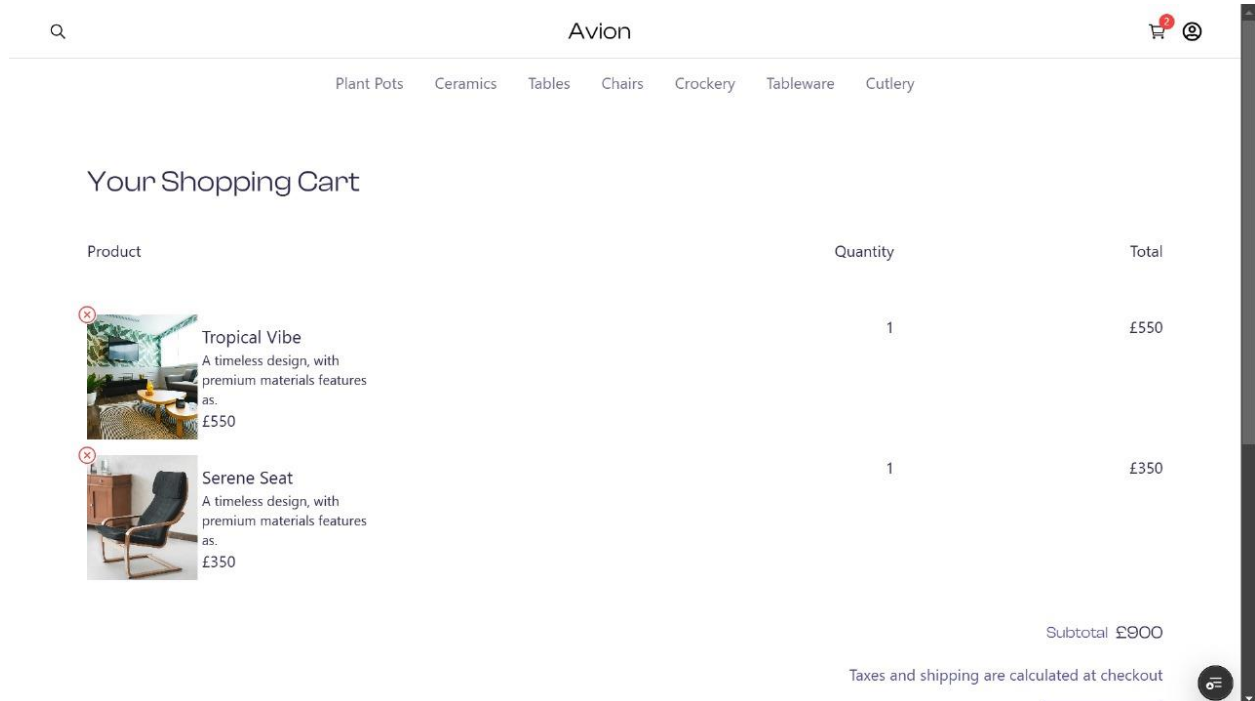 Avion
2
Plant Pots Ceramics Tables Chairs Crockery Tableware Cutlery
Your Shopping Cart
Product Quantity Total
Tropical Vibe 1 £550
A timeless design, with
premium materials features
as.
£550
Serene Seat 1 £350
A timeless design, with
premium materials features
as.
£350
Subtotal £900
Taxes and shipping are calculated at checkout